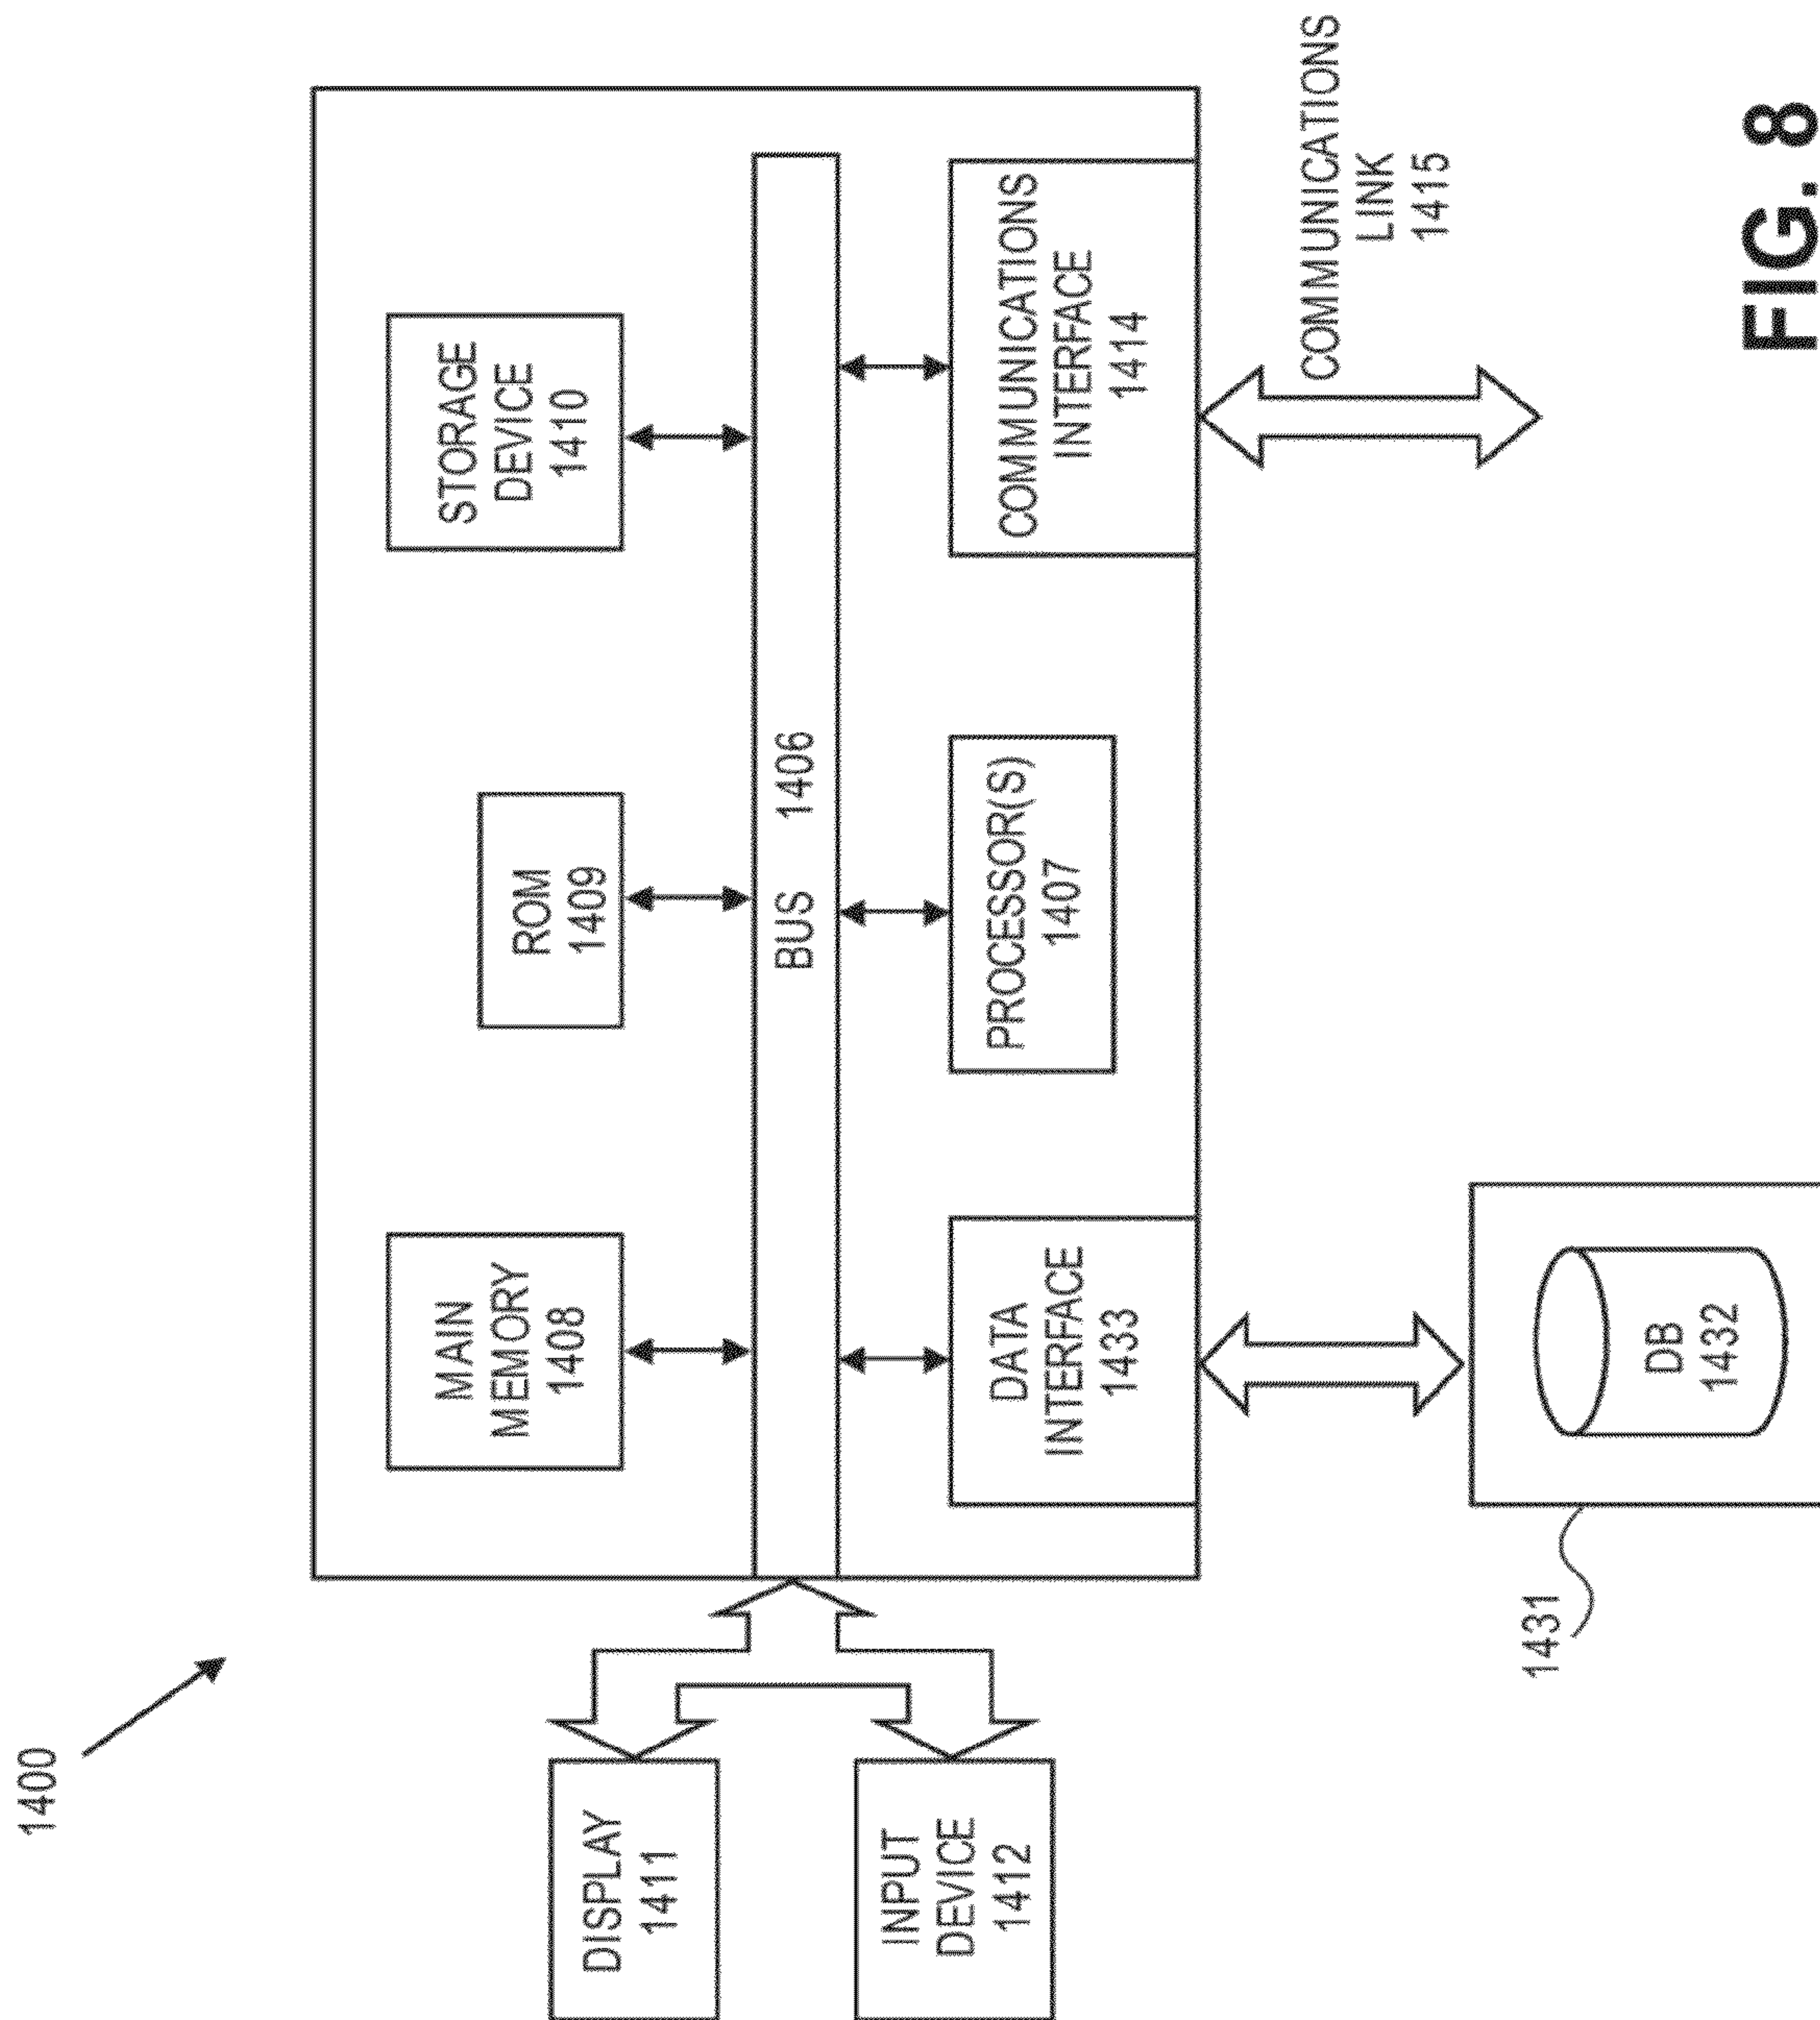 1400
MAIN
MEMORY
1408
ROM
1409
STORAGE
DEVICE
1410
DISPLAY
1411
BUS 1406
INPUT
DEVICE
1412
DATA
INTERFACE
1433
PROCESSOR(S)
1407
COMMUNICATIONS
INTERFACE
1414
COMMUNICATIONS
LINK
1415
1431
DB
1432
FIG. 8